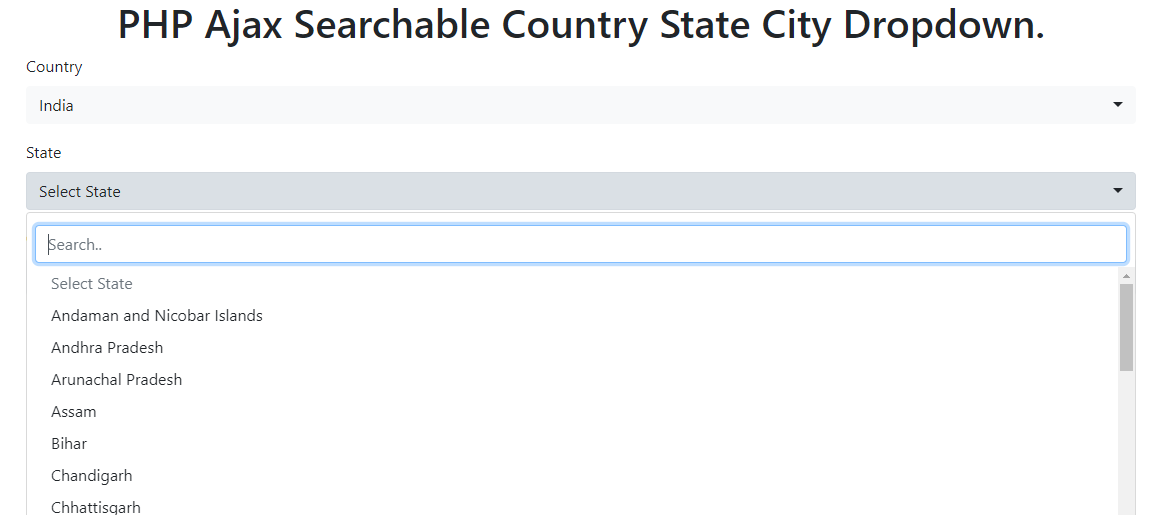 PHP Ajax Searchable Country State City Dropdown.
Country
India
State
Select State
Search..
Select State
Andaman and Nicobar Islands
Andhra Pradesh
Arunachal Pradesh
Assam
Bihar
Chandigarh
Chhattisgarh